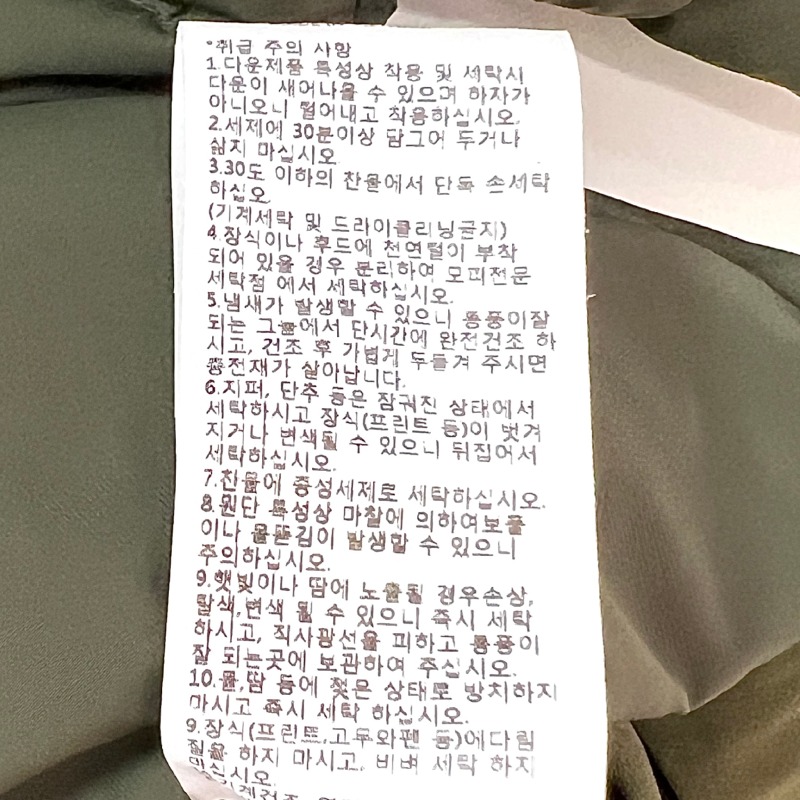 *취급 주의 사항
1.다운제품 특성상 착용 및 세탁시
다운이 새어나올 수 있으며 하자가
아니오니 털어내고 착용하십시오.
2.세제에 30분이상 담그어 두거나
삶지 마십시오
3.30도 이하의 찬물에서 단독 손세탁
하십오.
(기계세탁 및 드라이클리닝금지)
4.장식이나 후드에 천연털이 부착
되어 있을 경우 분리하여 모피전문
세탁점 에서 세탁하십시오.
5.냄새가 발생할 수 있으니 통풍이잘
되는 그늘에서 단시간에 완전건조 하
시고, 건조 후 가볍게 두들겨 주시면
충전재가 살아납니다.
6.지퍼, 단추 등은 잠궈진 상태에서
세탁하시고 장식(프린트 등)이 벗겨
지거나 변색될 수 있으니 뒤집어서
세탁하십시오.
7.찬물에 중성세제로 세탁하십시오.
8.원단 특성상 마찰에 의하여보풀
이나 올뜯김이 발생할 수 있으니
주의하십시오.
9.햇빛이나 땀에 노출될 경우손상,
탈색,변색 될 수 있으니 즉시 세탁
하시고, 직사광선을 피하고 통풍이
잘 되는곳에 보관하여 주십시오.
10.물,땀 등에 젖은 상태로 방치하지
마시고 즉시 세탁 하십시오.
9.장식(프린트,고두와펜 등)에다림
질을 하지 마시고, 비벼 세탁 하지
마십시오.